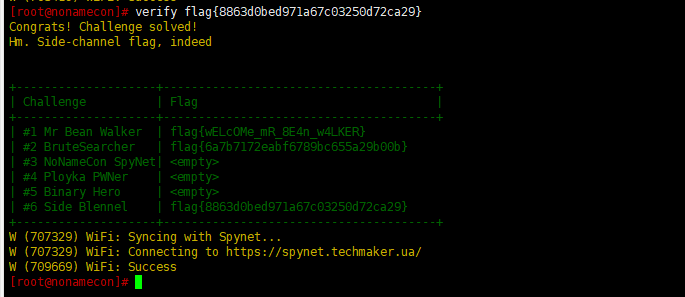 [root@nonamecon]# verify flag{8863d0bed971a67c03250d72ca29}
Congrats! Challenge solved!
Hm. Side-channel flag, indeed
+--------------------+---------------------------------------+
| Challenge | Flag |
+--------------------+---------------------------------------+
| #1 Mr Bean Walker | flag{wELcOMe_mR_8E4n_w4LKER}
| #2 BruteSearcher | flag{6a7b7172eabf6789bc655a29b00b}
| #3 NoNameCon SpyNet| <empty>
| #4 Ployka PWNer | <empty>
| #5 Binary Hero | <empty>
| #6 Side Blennel | flag{8863d0bed971a67c03250d72ca29}
+--------------------+---------------------------------------+
W (707329) WiFi: Syncing with Spynet...
W (707329) WiFi: Connecting to https://spynet.techmaker.ua/
W (709669) WiFi: Success
[root@nonamecon]#